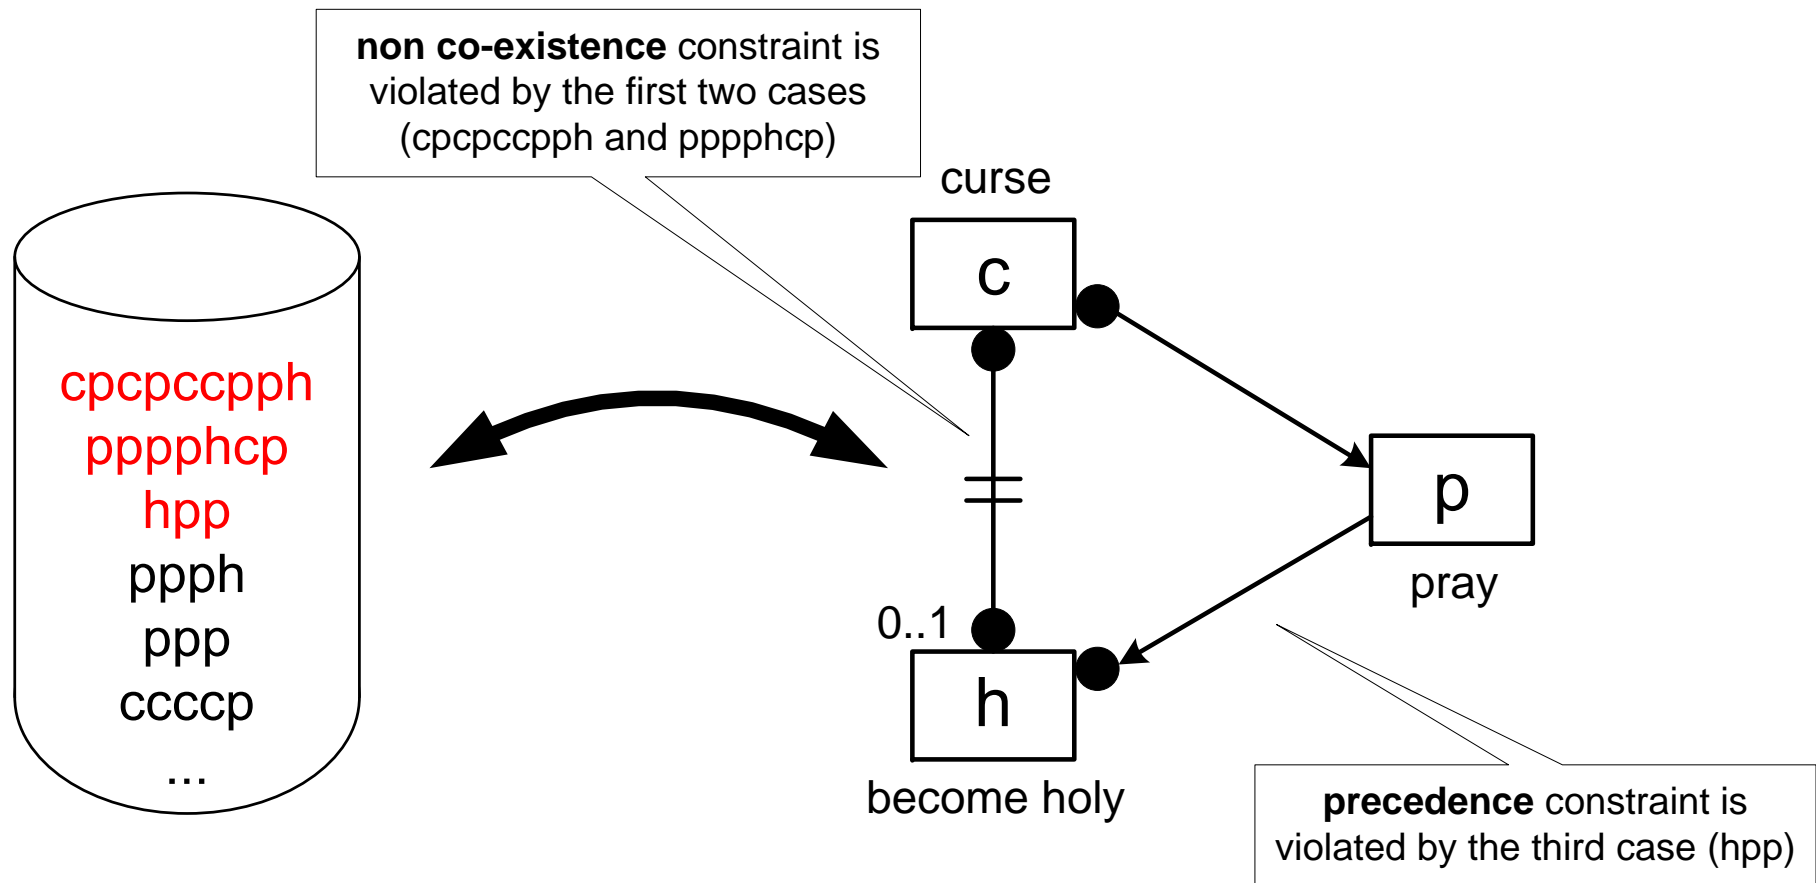 non co-existence constraint is
violated by the first two cases
(cpcpccpph and pppphcp)
curse
c
cpcpccpph
pppphcp
hpp
ppph
ppp
ccccp
...
p
pray
0..1
h
become holy
precedence constraint is
violated by the third case (hpp)